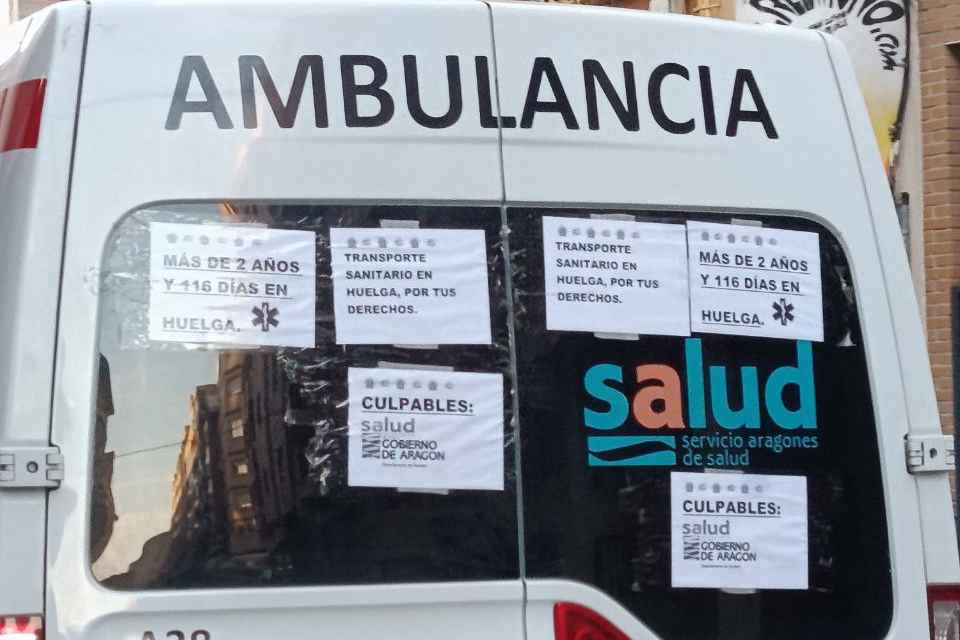 AMBULANCIA
MÁS DE 2 AÑOS
Y 116 DÍAS EN
HUELGA.
TRANSPORTE
SANITARIO EN
HUELGA, POR TUS
DERECHOS.
TRANSPORTE
SANITARIO EN
HUELGA, POR TUS
DERECHOS.
MÁS DE 2 AÑOS
Y 116 DÍAS EN
HUELGA.
CULPABLES:
salud
GOBIERNO
DE ARAGON
salud
servicio aragones
de salud
CULPABLES:
salud
GOBIERNO
DE ARAGON